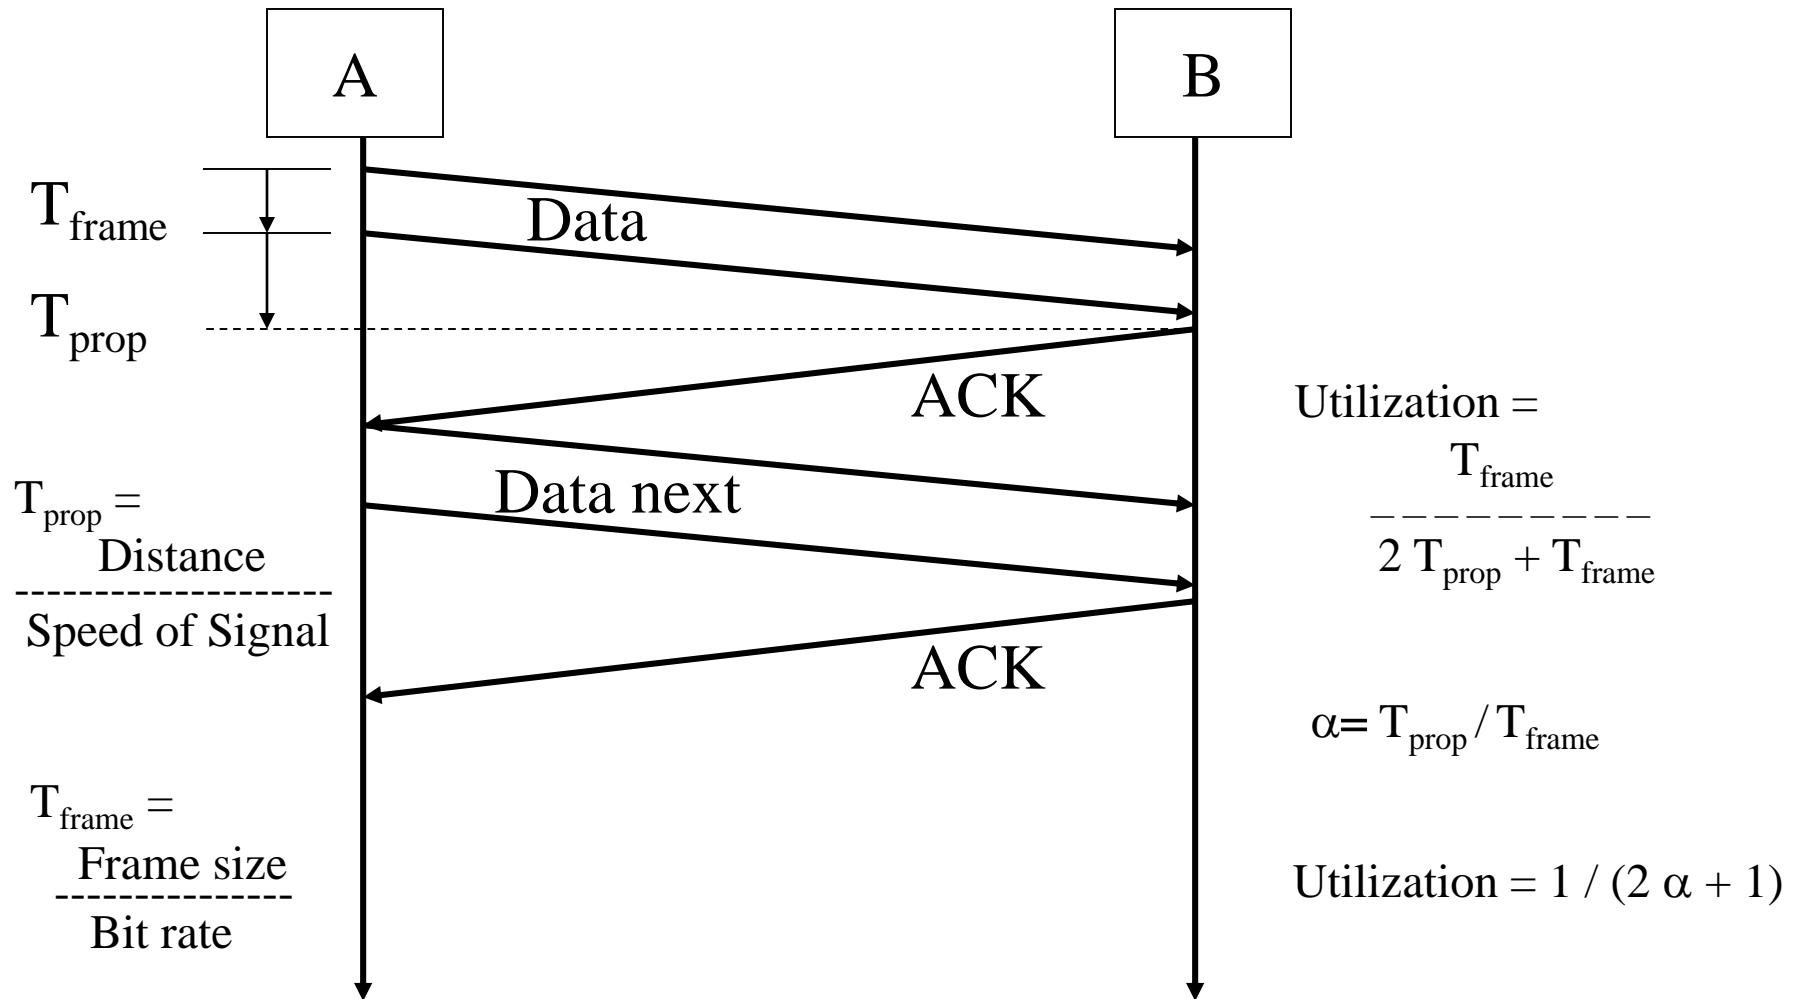 A
B
T_frame
Data
T_prop
ACK
Utilization =
T_frame
– – – – – – – – –
2 T_prop + T_frame
T_prop =
Distance
-------------------
Speed of Signal
Data next
ACK
α= T_prop / T_frame
T_frame =
Frame size
---------------
Bit rate
Utilization = 1 / (2 α + 1)